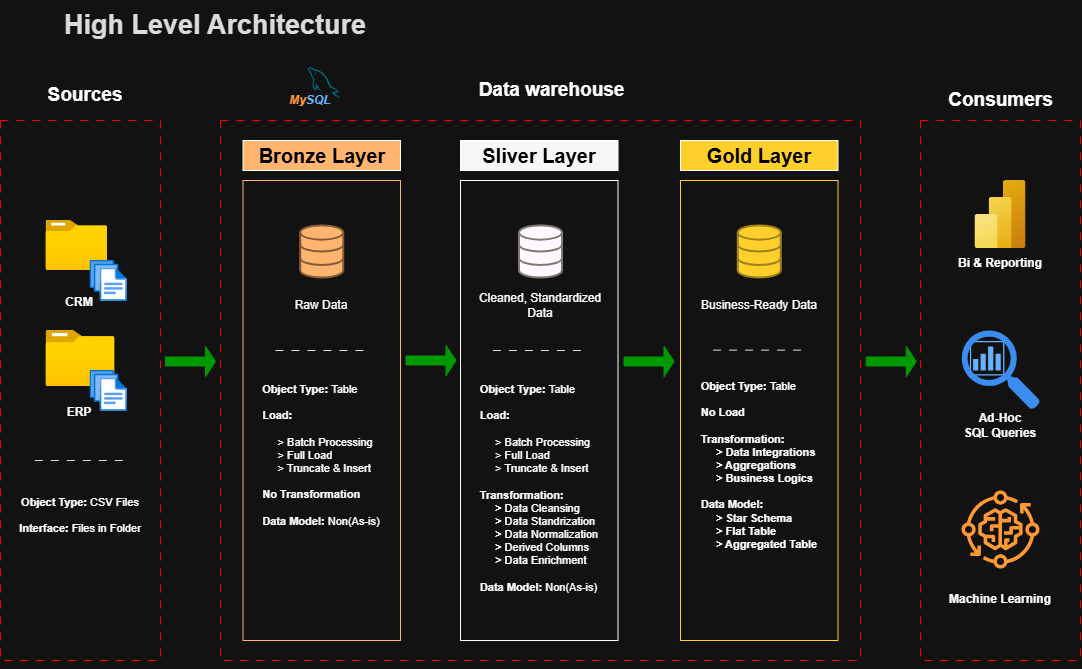 High Level Architecture
Sources
MySQL
Data warehouse
Consumers
CRM
ERP
Object Type: CSV Files
Interface: Files in Folder
Bronze Layer
Raw Data
Object Type: Table
Load:
> Batch Processing
> Full Load
> Truncate & Insert
No Transformation
Data Model: Non(As-is)
Sliver Layer
Cleaned, Standardized
Data
Object Type: Table
Load:
> Batch Processing
> Full Load
> Truncate & Insert
Transformation:
> Data Cleansing
> Data Standrization
> Data Normalization
> Derived Columns
> Data Enrichment
Data Model: Non(As-is)
Gold Layer
Business-Ready Data
Object Type: Table
No Load
Transformation:
> Data Integrations
> Aggregations
> Business Logics
Data Model:
> Star Schema
> Flat Table
> Aggregated Table
Bi & Reporting
Ad-Hoc
SQL Queries
Machine Learning